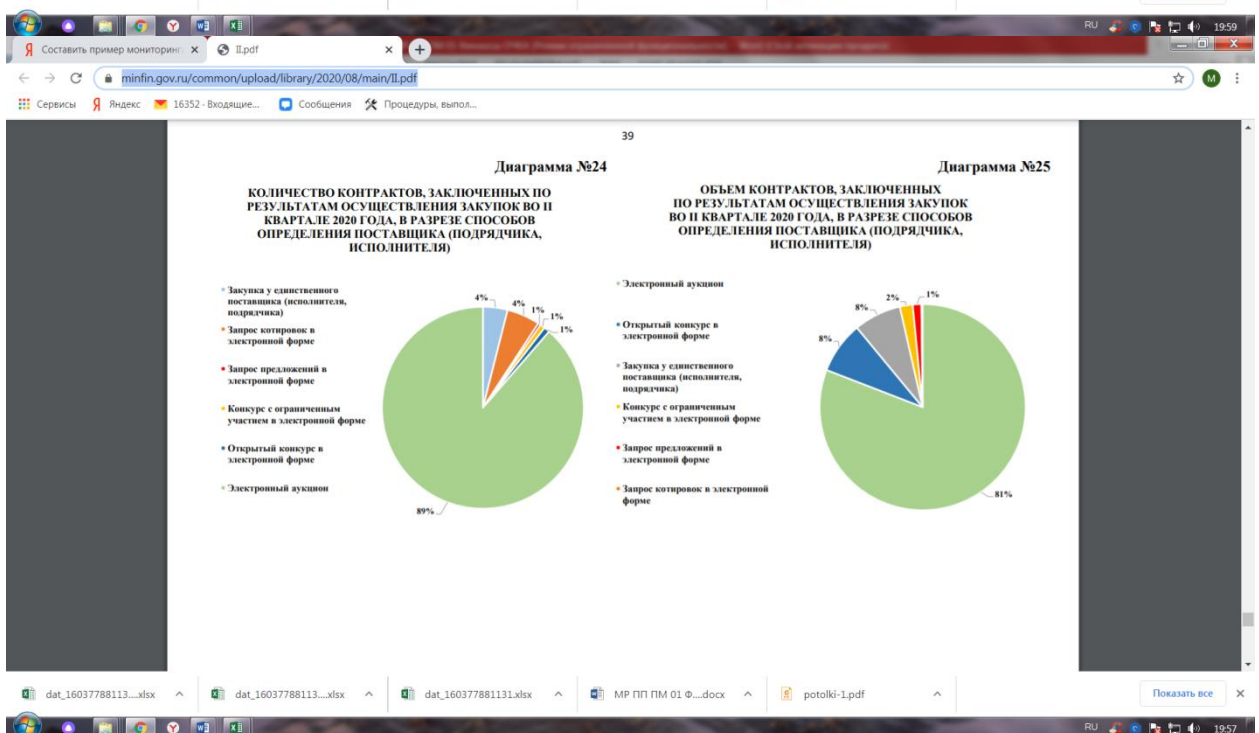 RU 19:59
Составить пример мониторинг
II.pdf
minfin.gov.ru/common/upload/library/2020/08/main/II.pdf
М
Сервисы Яндекс 16352 - Входящие... Сообщения Процедуры, выпол...
39
Диаграмма №24
КОЛИЧЕСТВО КОНТРАКТОВ, ЗАКЛЮЧЕННЫХ ПО
РЕЗУЛЬТАТАМ ОСУЩЕСТВЛЕНИЯ ЗАКУПОК ВО II
КВАРТАЛЕ 2020 ГОДА, В РАЗРЕЗЕ СПОСОБОВ
ОПРЕДЕЛЕНИЯ ПОСТАВЩИКА (ПОДРЯДЧИКА,
ИСПОЛНИТЕЛЯ)
Закупка у единственного
поставщика (исполнителя,
подрядчика)
Запрос котировок в
электронной форме
Запрос предложений в
электронной форме
Конкурс с ограниченным
участием в электронной форме
Открытый конкурс в
электронной форме
Электронный аукцион
4%
4%
1%
1%
1%
89%
Диаграмма №25
ОБЪЕМ КОНТРАКТОВ, ЗАКЛЮЧЕННЫХ
ПО РЕЗУЛЬТАТАМ ОСУЩЕСТВЛЕНИЯ ЗАКУПОК
ВО II КВАРТАЛЕ 2020 ГОДА, В РАЗРЕЗЕ СПОСОБОВ
ОПРЕДЕЛЕНИЯ ПОСТАВЩИКА (ПОДРЯДЧИКА,
ИСПОЛНИТЕЛЯ)
Электронный аукцион
Открытый конкурс в
электронной форме
Закупка у единственного
поставщика (исполнителя,
подрядчика)
Конкурс с ограниченным
участием в электронной форме
Запрос предложений в
электронной форме
Запрос котировок в электронной
форме
8%
8%
2%
1%
81%
dat_16037788113....xlsx dat_16037788113....xlsx dat_160377881131.xlsx МР ПП ПМ 01 Ф....docx potolki-1.pdf Показать все
RU 19:57